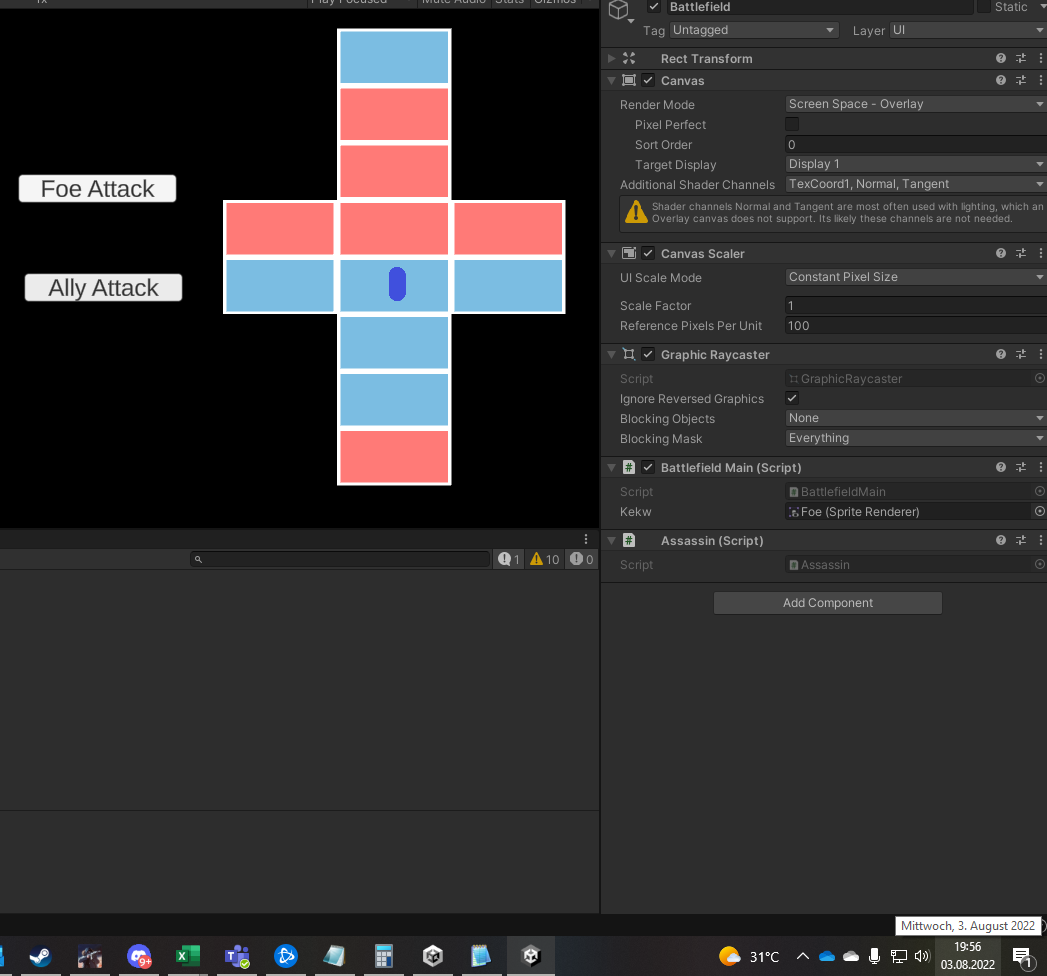 1x Play Focused Mute Audio Stats Gizmos
Foe Attack
Ally Attack
1 10 0
Battlefield Static
Tag Untagged Layer UI
Rect Transform
Canvas
Render Mode Screen Space - Overlay
Pixel Perfect
Sort Order 0
Target Display Display 1
Additional Shader Channels TexCoord1, Normal, Tangent
Shader channels Normal and Tangent are most often used with lighting, which an
Overlay canvas does not support. Its likely these channels are not needed.
Canvas Scaler
UI Scale Mode Constant Pixel Size
Scale Factor 1
Reference Pixels Per Unit 100
Graphic Raycaster
Script GraphicRaycaster
Ignore Reversed Graphics
Blocking Objects None
Blocking Mask Everything
# Battlefield Main (Script)
Script BattlefieldMain
Kekw Foe (Sprite Renderer)
# Assassin (Script)
Script Assassin
Add Component
Mittwoch, 3. August 2022
9+ 31°C 19:56
03.08.2022
1